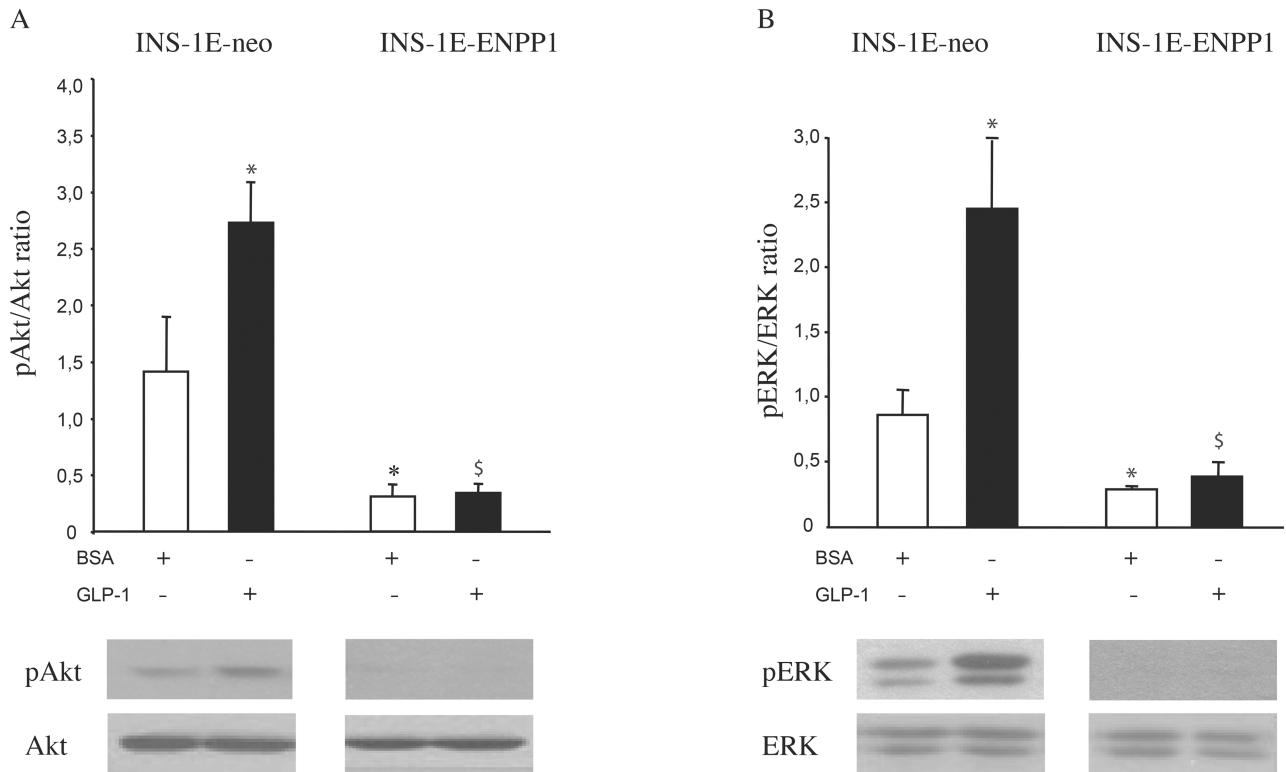 A
INS-1E-neo INS-1E-ENPP1
pAkt/Akt ratio
4,0
3,5
3,0
2,5
2,0
1,5
1,0
0,5
0
*
* $
BSA + - + -
GLP-1 - + - +
pAkt
Akt
B
INS-1E-neo INS-1E-ENPP1
pERK/ERK ratio
3,0
2,5
2,0
1,5
1,0
0,5
0
*
* $
BSA + - + -
GLP-1 - + - +
pERK
ERK